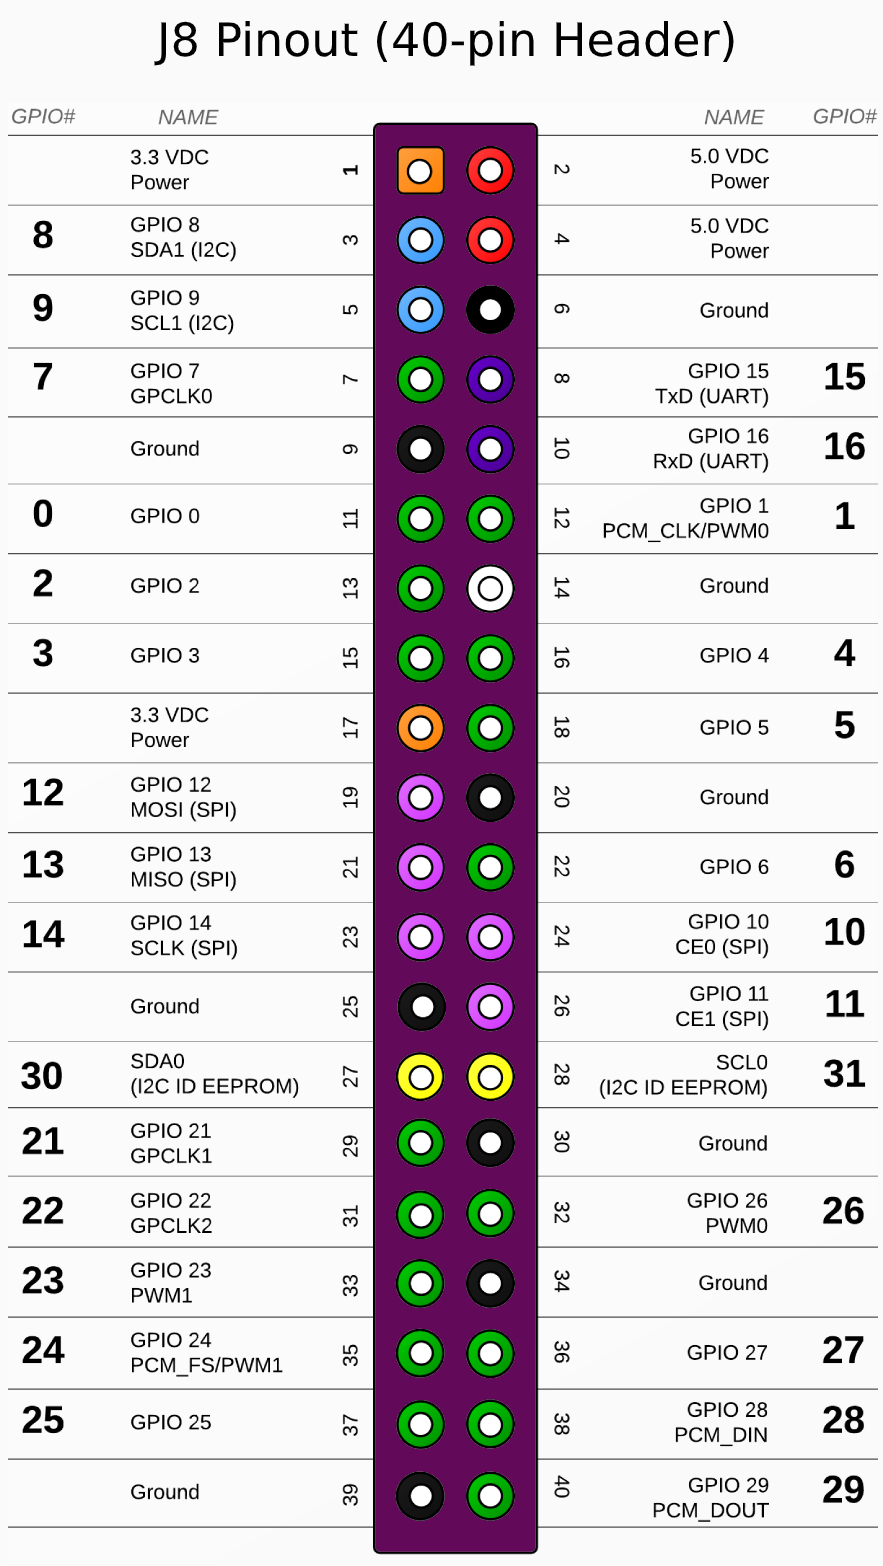 J8 Pinout (40-pin Header)
GPIO# NAME NAME GPIO#
3.3 VDC
Power
1 2
5.0 VDC
Power
8
GPIO 8
SDA1 (I2C)
3 4
5.0 VDC
Power
9
GPIO 9
SCL1 (I2C)
5 6
Ground
7
GPIO 7
GPCLK0
7 8
GPIO 15
TxD (UART)
15
Ground
9 10
GPIO 16
RxD (UART)
16
0
GPIO 0
11 12
GPIO 1
PCM_CLK/PWM0
1
2
GPIO 2
13 14
Ground
3
GPIO 3
15 16
GPIO 4
4
3.3 VDC
Power
17 18
GPIO 5
5
12
GPIO 12
MOSI (SPI)
19 20
Ground
13
GPIO 13
MISO (SPI)
21 22
GPIO 6
6
14
GPIO 14
SCLK (SPI)
23 24
GPIO 10
CE0 (SPI)
10
Ground
25 26
GPIO 11
CE1 (SPI)
11
30
SDA0
(I2C ID EEPROM)
27 28
SCL0
(I2C ID EEPROM)
31
21
GPIO 21
GPCLK1
29 30
Ground
22
GPIO 22
GPCLK2
31 32
GPIO 26
PWM0
26
23
GPIO 23
PWM1
33 34
Ground
24
GPIO 24
PCM_FS/PWM1
35 36
GPIO 27
27
25
GPIO 25
37 38
GPIO 28
PCM_DIN
28
Ground
39 40
GPIO 29
PCM_DOUT
29